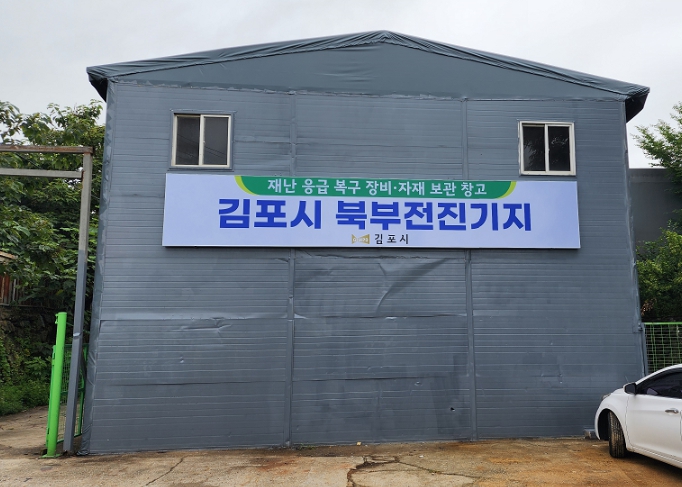 재난 응급 복구 장비·자재 보관 창고
김포시 북부전진기지
김포시